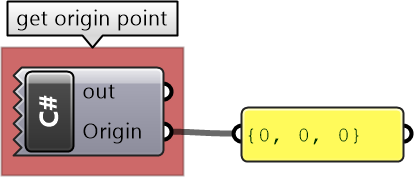 get origin point
C#
out
Origin
{0, 0, 0}